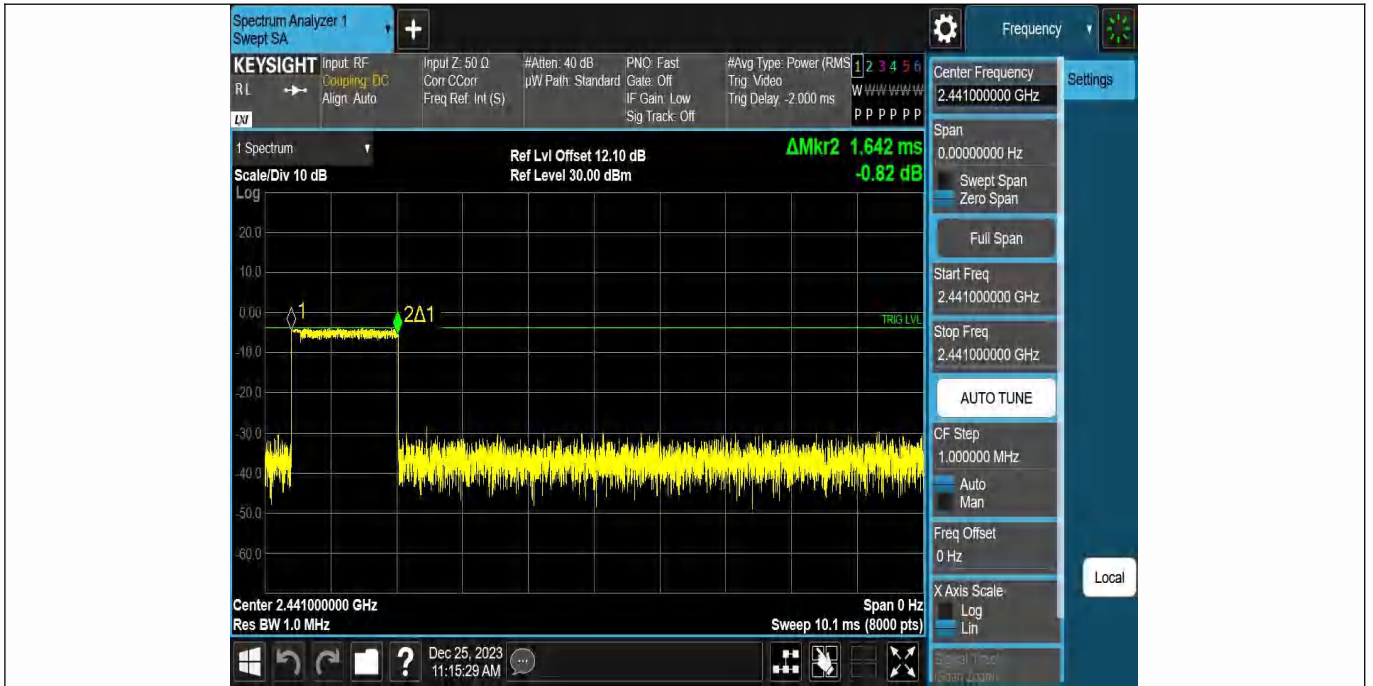 Spectrum Analyzer 1
Swept SA
+
Frequency
KEYSIGHT
R L
LXI
Input: RF
Coupling: DC
Align: Auto
Input Z: 50 Ω
Corr CCorr
Freq Ref: Int (S)
#Atten: 40 dB
µW Path: Standard
PNO: Fast
Gate: Off
IF Gain: Low
Sig Track: Off
#Avg Type: Power (RMS
Trig: Video
Trig Delay: -2.000 ms
1 2 3 4 5 6
W W W W W W
P P P P P P
Center Frequency
2.441000000 GHz
Settings
Span
0.00000000 Hz
Swept Span
Zero Span
Full Span
Start Freq
2.441000000 GHz
Stop Freq
2.441000000 GHz
AUTO TUNE
CF Step
1.000000 MHz
Auto
Man
Freq Offset
0 Hz
X Axis Scale
Log
Lin
Signal Track
(Span Zoom)
Local
1 Spectrum
Scale/Div 10 dB
Log
Ref Lvl Offset 12.10 dB
Ref Level 30.00 dBm
ΔMkr2 1.642 ms
-0.82 dB
20.0
10.0
0.00
-10.0
-20.0
-30.0
-40.0
-50.0
-60.0
1
2Δ1
TRIG LVL
Center 2.441000000 GHz
Res BW 1.0 MHz
Span 0 Hz
Sweep 10.1 ms (8000 pts)
?
Dec 25, 2023
11:15:29 AM